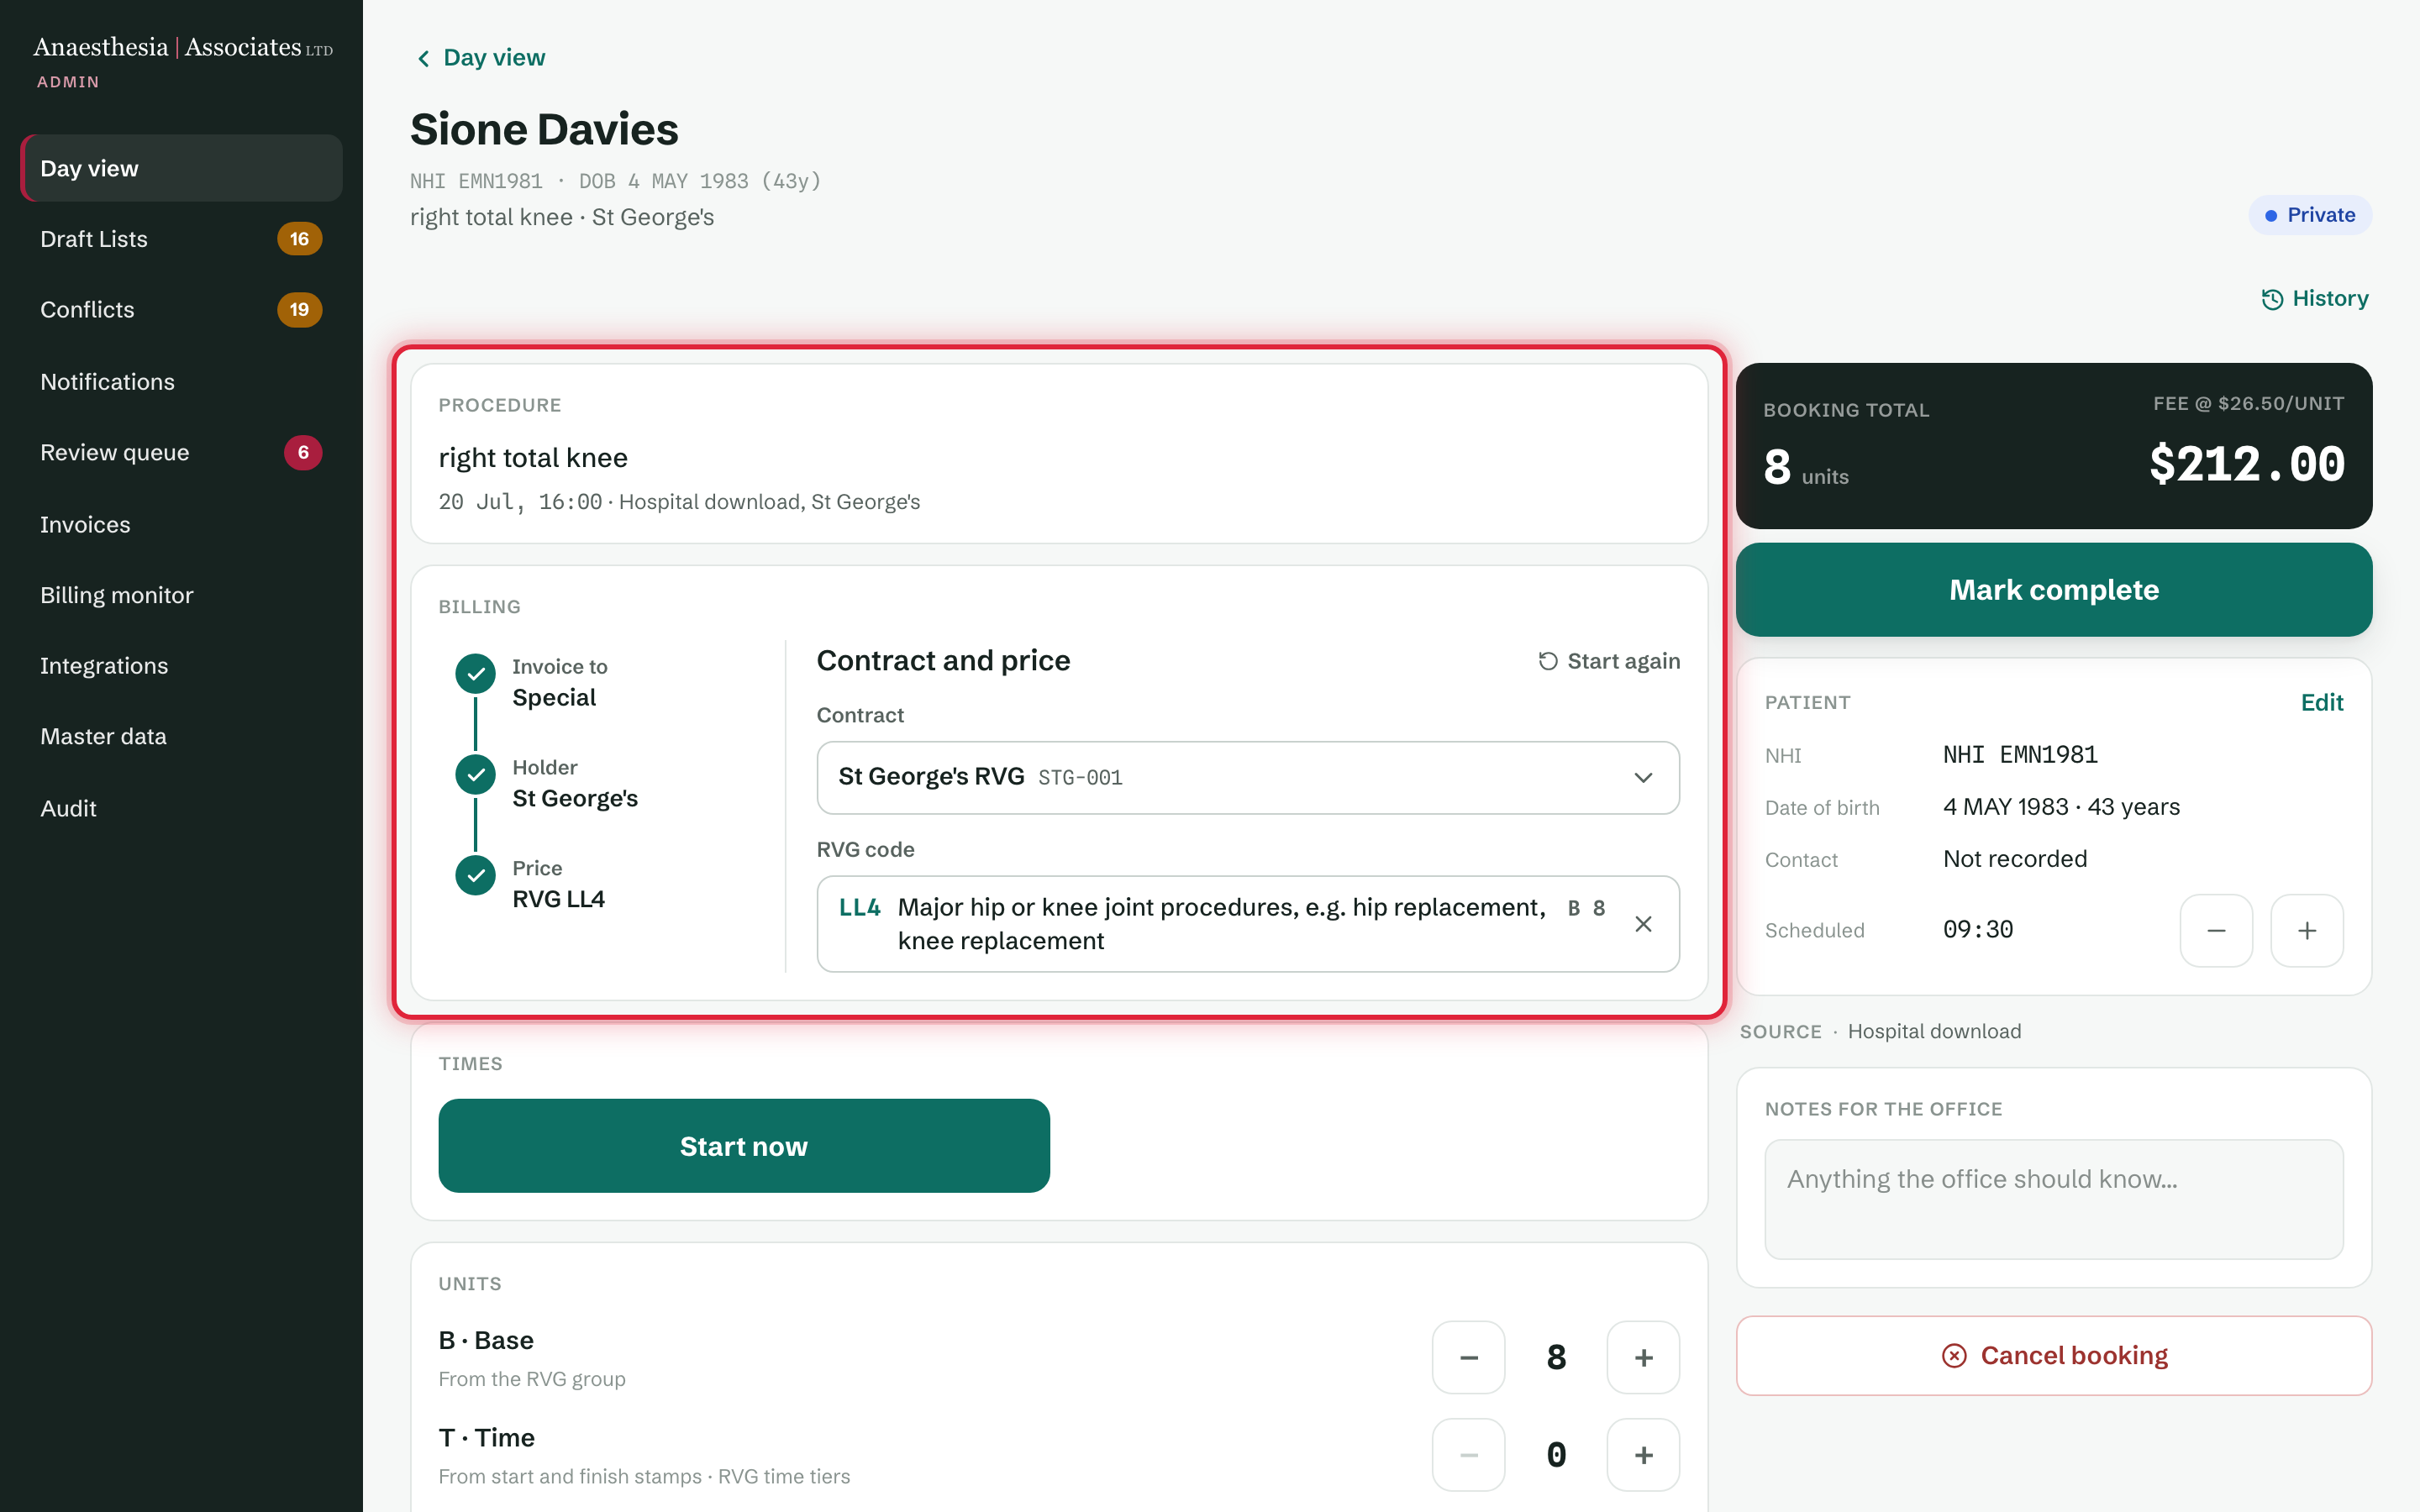 Anaesthesia | Associates LTD
ADMIN
Day view
Draft Lists 16
Conflicts 19
Notifications
Review queue 6
Invoices
Billing monitor
Integrations
Master data
Audit
Day view
Sione Davies
NHI EMN1981 · DOB 4 MAY 1983 (43y)
right total knee · St George's
Private
History
PROCEDURE
right total knee
20 Jul, 16:00 · Hospital download, St George's
BILLING
Invoice to
Special
Holder
St George's
Price
RVG LL4
Contract and price
Start again
Contract
St George's RVG STG-001
RVG code
LL4 Major hip or knee joint procedures, e.g. hip replacement, B 8
knee replacement
TIMES
Start now
UNITS
B · Base
From the RVG group
8
T · Time
From start and finish stamps · RVG time tiers
0
BOOKING TOTAL
FEE @ $26.50/UNIT
8 units
$212.00
Mark complete
PATIENT
Edit
NHI NHI EMN1981
Date of birth 4 MAY 1983 · 43 years
Contact Not recorded
Scheduled 09:30
SOURCE · Hospital download
NOTES FOR THE OFFICE
Anything the office should know...
Cancel booking